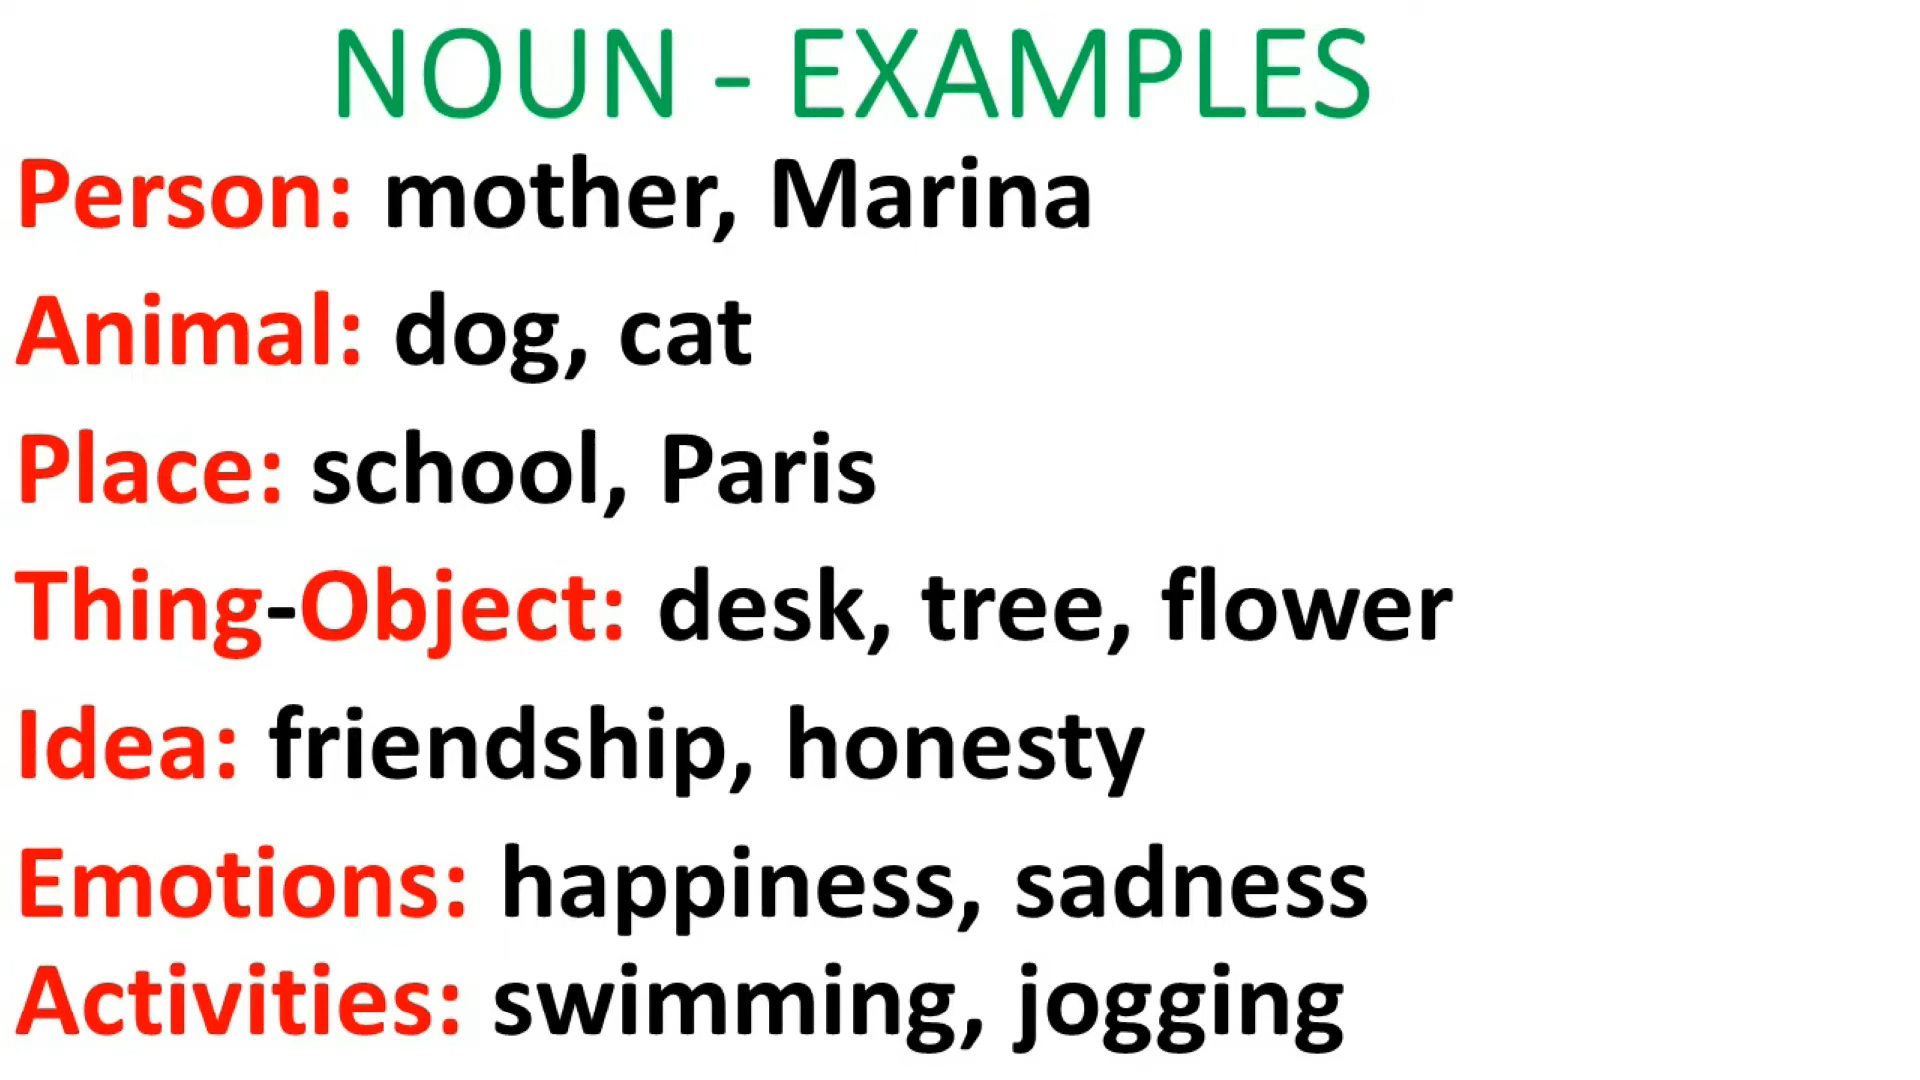 NOUN - EXAMPLES
Person: mother, Marina
Animal: dog, cat
Place: school, Paris
Thing-Object: desk, tree, flower
Idea: friendship, honesty
Emotions: happiness, sadness
Activities: swimming, jogging